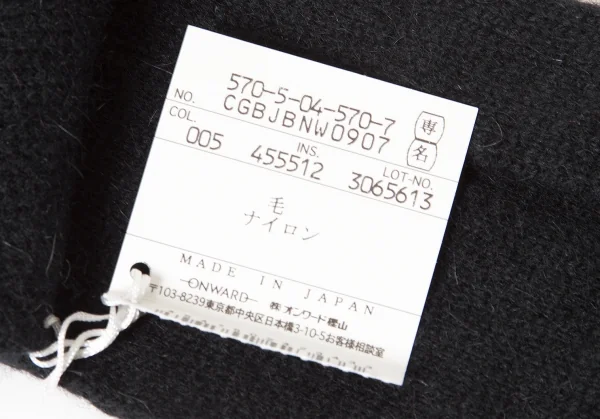 570-5-04-570-7
NO. CGBJBNW0907
専
名
COL. INS. LOT-NO.
005 455512 3065613
毛
ナイロン
MADE IN JAPAN
ONWARD ㈱オンワード樫山
〒103-8239東京都中央区日本橋3-10-5お客様相談室